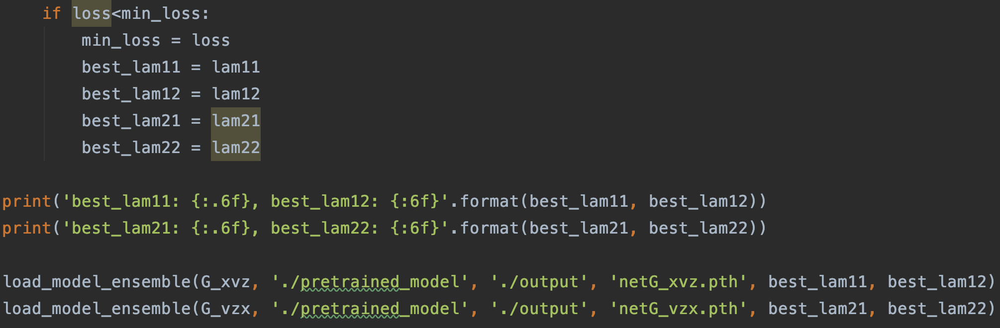 if loss<min_loss:
min_loss = loss
best_lam11 = lam11
best_lam12 = lam12
best_lam21 = lam21
best_lam22 = lam22
print('best_lam11: {:.6f}, best_lam12: {:6f}'.format(best_lam11, best_lam12))
print('best_lam21: {:.6f}, best_lam22: {:6f}'.format(best_lam21, best_lam22))
load_model_ensemble(G_xvz, './pretrained_model', './output', 'netG_xvz.pth', best_lam11, best_lam12)
load_model_ensemble(G_vzx, './pretrained_model', './output', 'netG_vzx.pth', best_lam21, best_lam22)